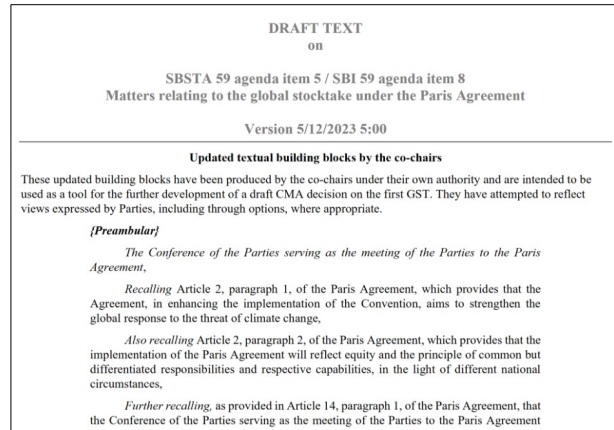 DRAFT TEXT
on
SBSTA 59 agenda item 5 / SBI 59 agenda item 8
Matters relating to the global stocktake under the Paris Agreement
Version 5/12/2023 5:00
Updated textual building blocks by the co-chairs
These updated building blocks have been produced by the co-chairs under their own authority and are intended to be
used as a tool for the further development of a draft CMA decision on the first GST. They have attempted to reflect
views expressed by Parties, including through options, where appropriate.
{Preambular}
The Conference of the Parties serving as the meeting of the Parties to the Paris
Agreement,
Recalling Article 2, paragraph 1, of the Paris Agreement, which provides that the
Agreement, in enhancing the implementation of the Convention, aims to strengthen the
global response to the threat of climate change,
Also recalling Article 2, paragraph 2, of the Paris Agreement, which provides that the
implementation of the Paris Agreement will reflect equity and the principle of common but
differentiated responsibilities and respective capabilities, in the light of different national
circumstances,
Further recalling, as provided in Article 14, paragraph 1, of the Paris Agreement, that
the Conference of the Parties serving as the meeting of the Parties to the Paris Agreement